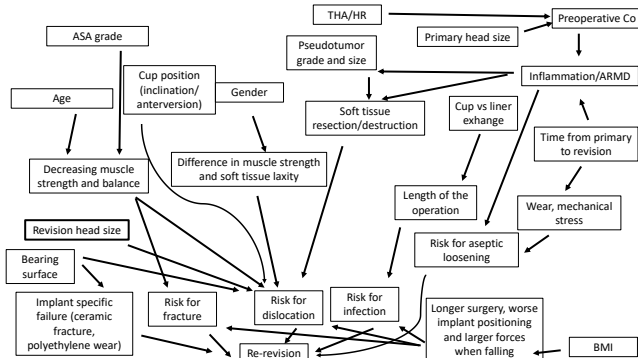 THA/HR
Preoperative Co
ASA grade
Primary head size
Pseudotumor
grade and size
Cup position
(inclination/
anterversion)
Inflammation/ARMD
Age
Gender
Soft tissue
resection/destruction
Cup vs liner
exhange
Time from primary
to revision
Decreasing muscle
strength and balance
Difference in muscle strength
and soft tissue laxity
Length of the
operation
Wear, mechanical
stress
Revision head size
Risk for aseptic
loosening
Bearing
surface
Implant specific
failure (ceramic
fracture,
polyethylene wear)
Risk for
fracture
Risk for
dislocation
Risk for
infection
Longer surgery, worse
implant positioning
and larger forces
when falling
BMI
Re-revision